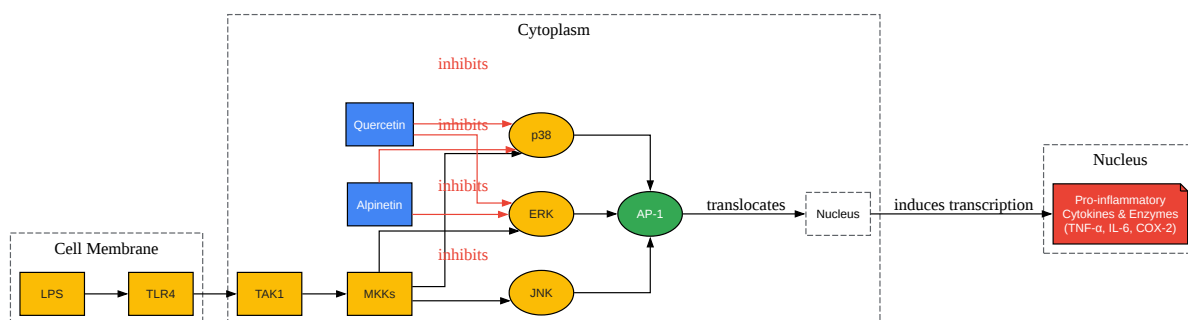 Cytoplasm
inhibits
Quercetin
inhibits
p38
Nucleus
Alpinetin
inhibits
ERK
AP-1
translocates
Nucleus
induces transcription
Pro-inflammatory
Cytokines & Enzymes
(TNF-α, IL-6, COX-2)
Cell Membrane
inhibits
LPS
TLR4
TAK1
MKKs
JNK